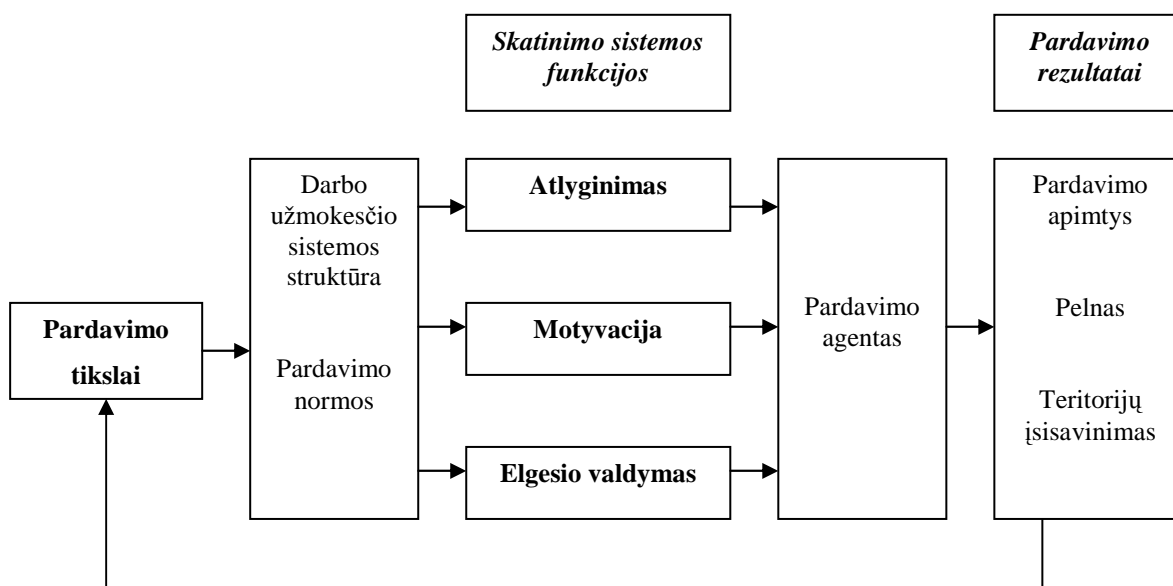 Skatinimo sistemos
funkcijos
Pardavimo
rezultatai
Pardavimo
tikslai
Darbo
užmokesčio
sistemos
struktūra
Pardavimo
normos
Atlyginimas
Motyvacija
Elgesio valdymas
Pardavimo
agentas
Pardavimo
apimtys
Pelnas
Teritorijų
įsisavinimas